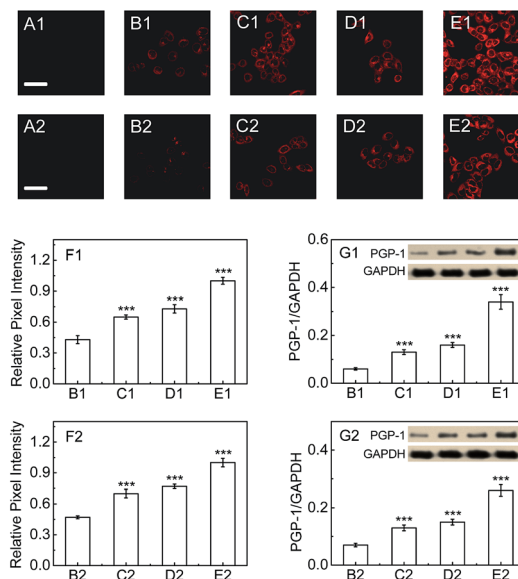 A1 B1 C1 D1 E1
A2 B2 C2 D2 E2
F1
Relative Pixel Intensity
1.2
0.9
0.6
0.3
0.0
***
***
***
B1 C1 D1 E1
G1
PGP-1
GAPDH
PGP-1/GAPDH
0.6
0.4
0.2
0.0
***
***
***
B1 C1 D1 E1
F2
Relative Pixel Intensity
1.2
0.9
0.6
0.3
0.0
***
***
***
B2 C2 D2 E2
G2
PGP-1
GAPDH
PGP-1/GAPDH
0.4
0.2
0.0
***
***
***
B2 C2 D2 E2